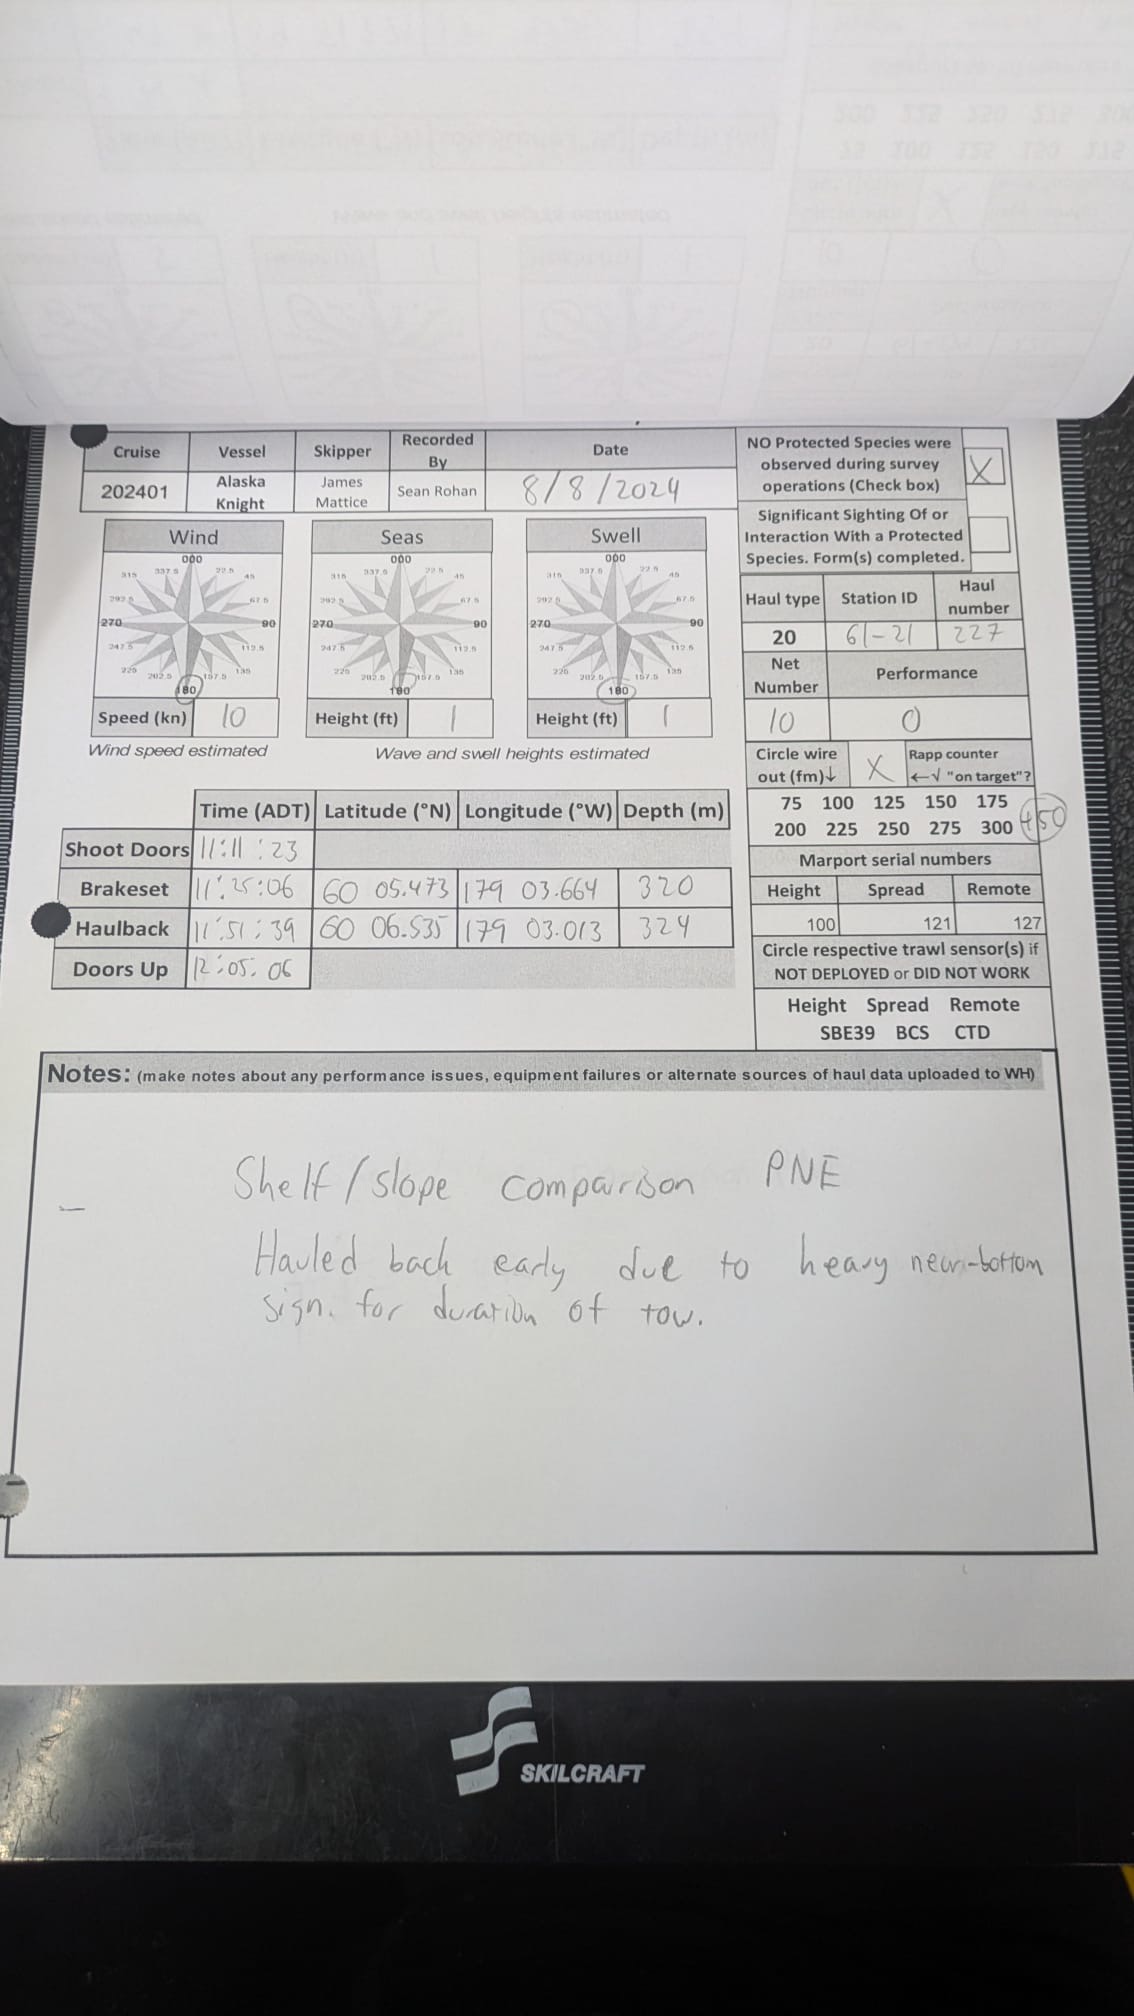 Cruise Vessel Skipper Recorded By Date
202401 Alaska Knight James Mattice Sean Rohan 8/8/2024
NO Protected Species were observed during survey operations (Check box) X
Significant Sighting Of or Interaction With a Protected Species. Form(s) completed.
Wind Seas Swell
000 22.5 45 67.5 90 112.5 135 157.5 180 202.5 225 247.5 270 292.5 315 337.5
000 22.5 45 67.5 90 112.5 135 157.5 180 202.5 225 247.5 270 292.5 315 337.5
000 22.5 45 67.5 90 112.5 135 157.5 180 202.5 225 247.5 270 292.5 315 337.5
Speed (kn) 10 Height (ft) 1 Height (ft) 1
Wind speed estimated Wave and swell heights estimated
Haul type Station ID Haul number
20 61-21 227
Net Number Performance
10 0
Circle wire out (fm)↓ X Rapp counter ←√ "on target"?
75 100 125 150 175
200 225 250 275 300 450
Marport serial numbers
Height Spread Remote
100 121 127
Circle respective trawl sensor(s) if
NOT DEPLOYED or DID NOT WORK
Height Spread Remote
SBE39 BCS CTD
Time (ADT) Latitude (°N) Longitude (°W) Depth (m)
Shoot Doors 11:11:23
Brakeset 11:25:06 60 05.473 179 03.664 320
Haulback 11:51:39 60 06.535 179 03.013 324
Doors Up 12:05:06
Notes: (make notes about any performance issues, equipment failures or alternate sources of haul data uploaded to WH)
Shelf/slope comparison PNE
Hauled back early due to heavy near-bottom
sign. for duration of tow.
SKILCRAFT